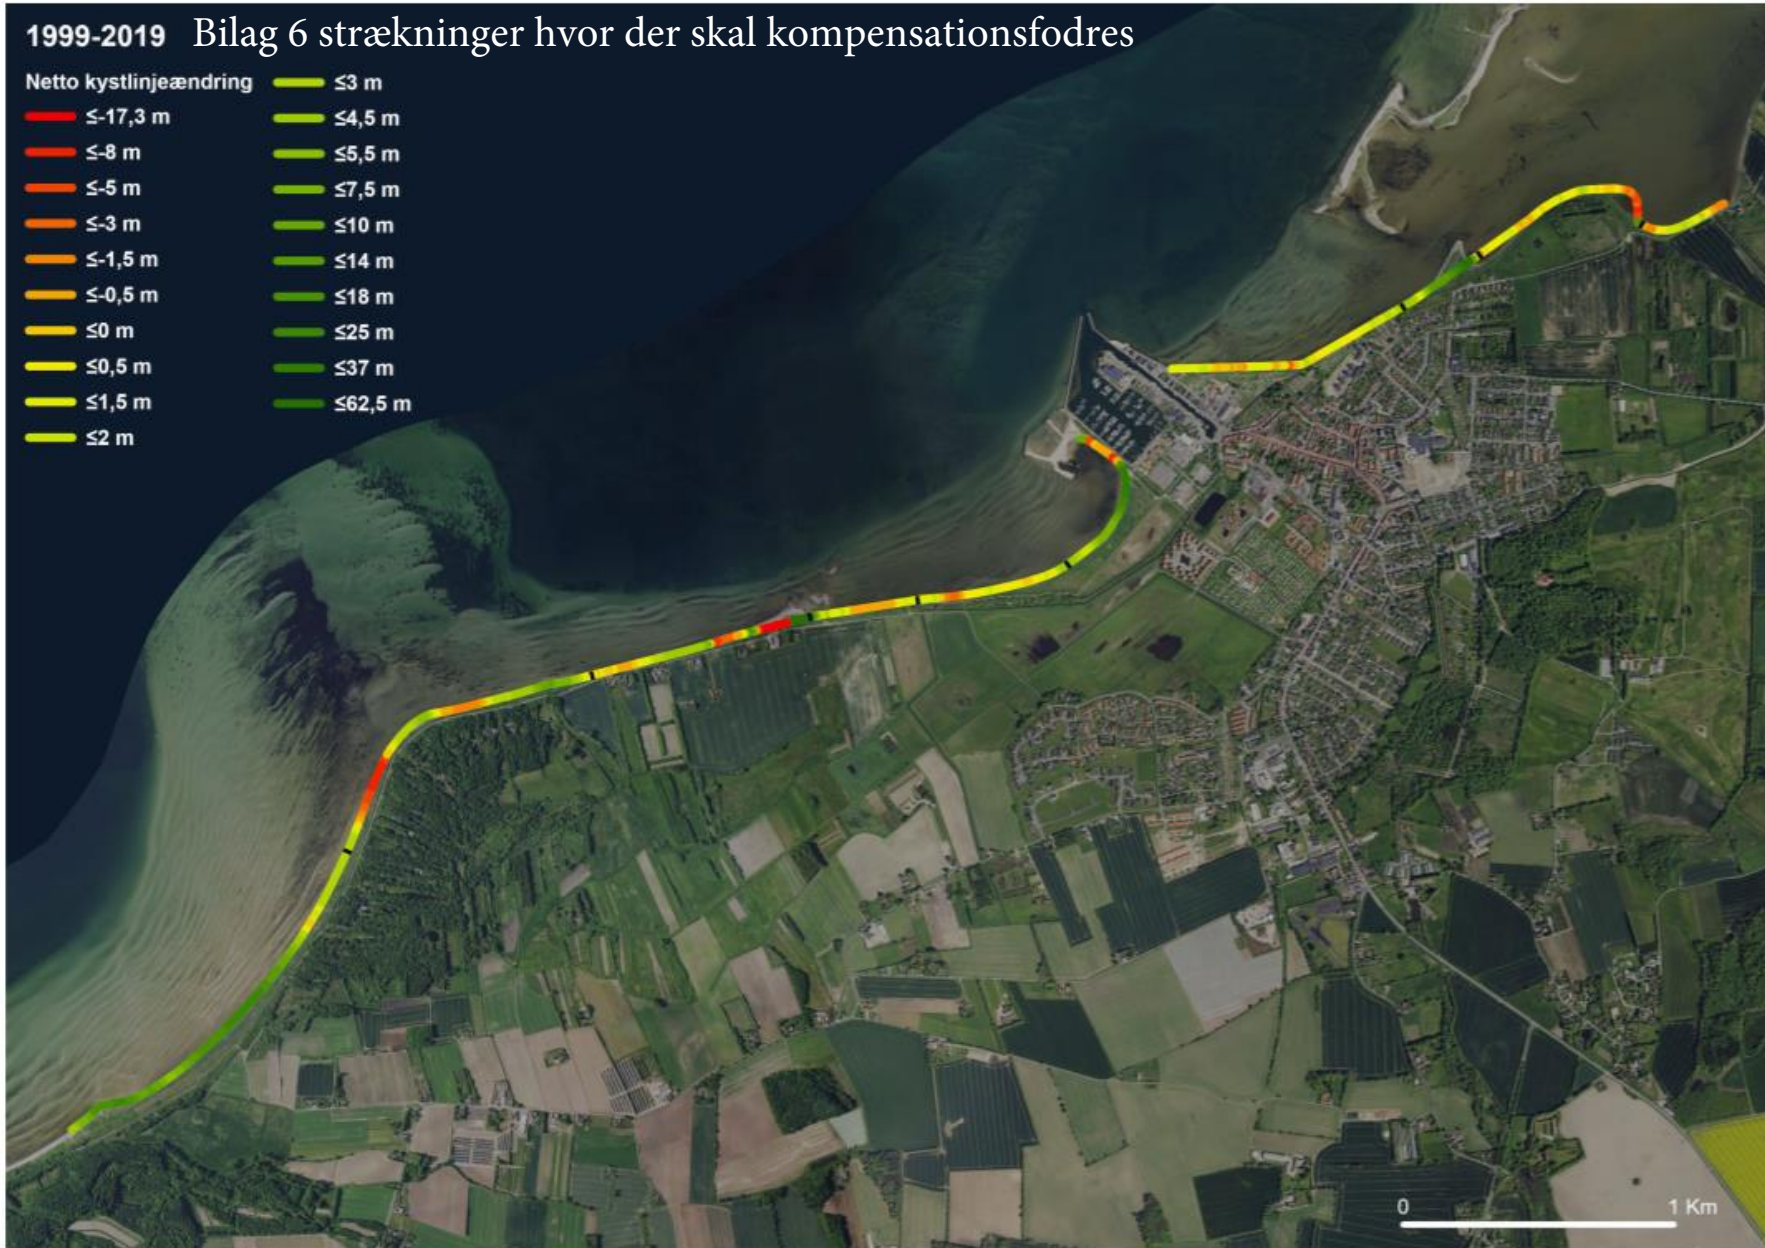 1999-2019 Bilag 6 strækninger hvor der skal kompensationsfodres
Netto kystlinjeændring
≤-17,3 m
≤-8 m
≤-5 m
≤-3 m
≤-1,5 m
≤-0,5 m
≤0 m
≤0,5 m
≤1,5 m
≤2 m
≤3 m
≤4,5 m
≤5,5 m
≤7,5 m
≤10 m
≤14 m
≤18 m
≤25 m
≤37 m
≤62,5 m
0 1 Km